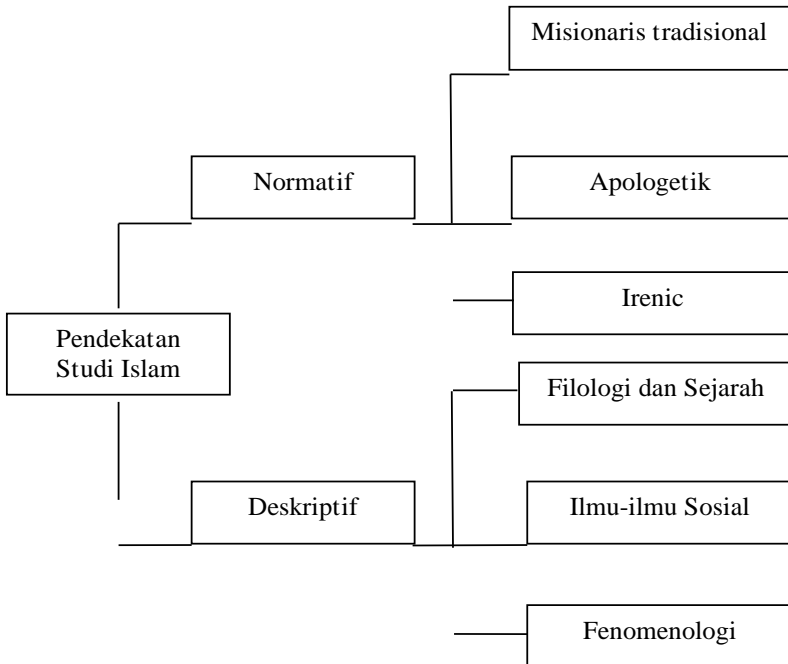 Misionaris tradisional
Normatif
Apologetik
Irenic
Pendekatan
Studi Islam
Filologi dan Sejarah
Deskriptif
Ilmu-ilmu Sosial
Fenomenologi